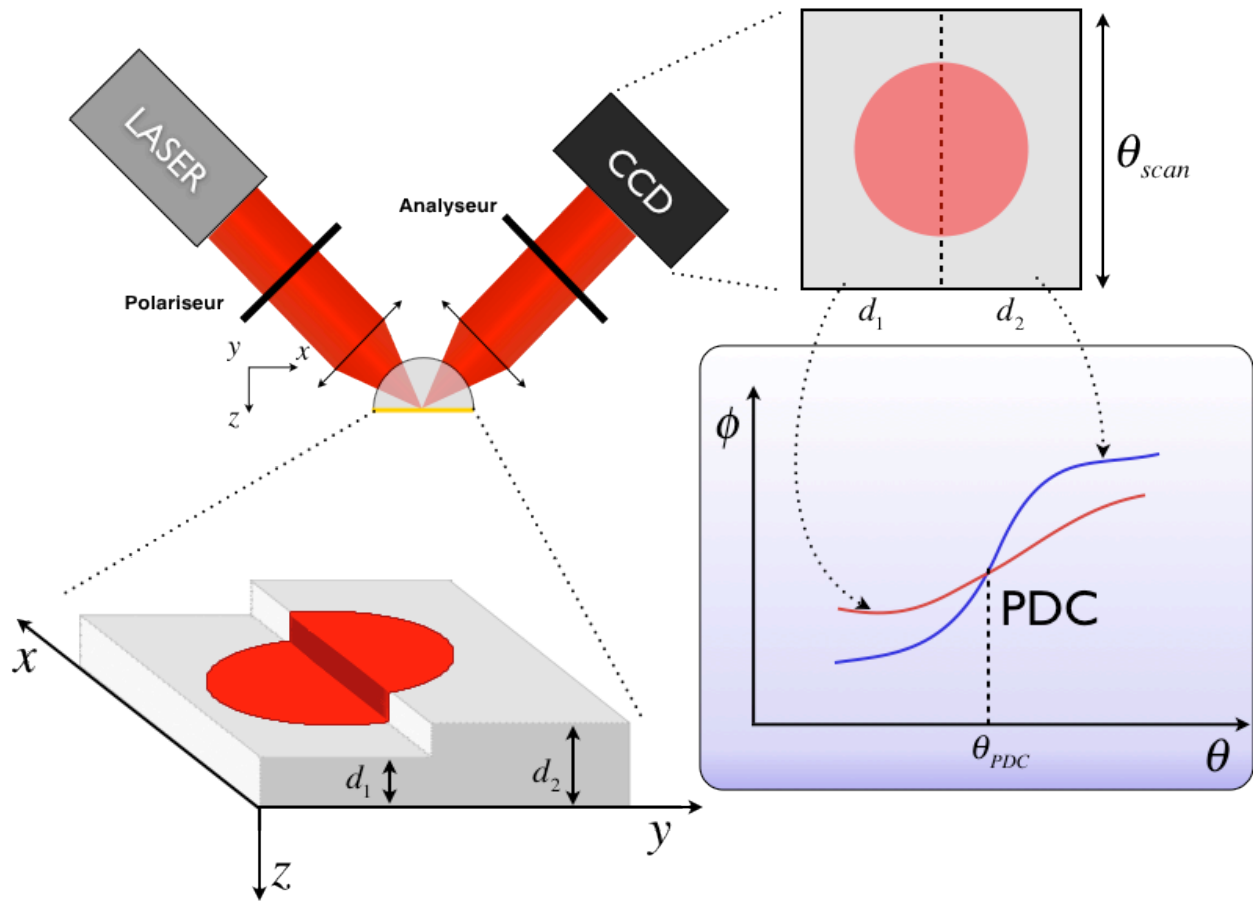 LASER
CCD
Analyseur
Polariseur
y
x
z
θscan
d1
d2
ϕ
PDC
θPDC
θ
x
d1
d2
y
z